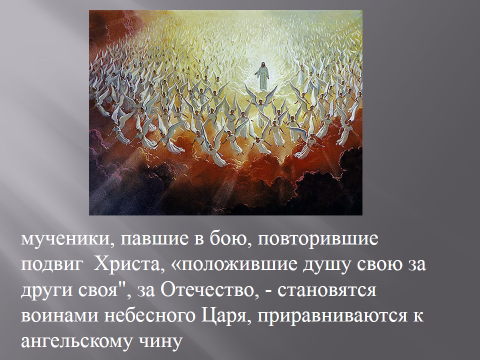 мученики, павшие в бою, повторившие
подвиг  Христа, «положившие душу свою за
други своя", за Отечество, - становятся
воинами небесного Царя, приравниваются к
ангельскому чину